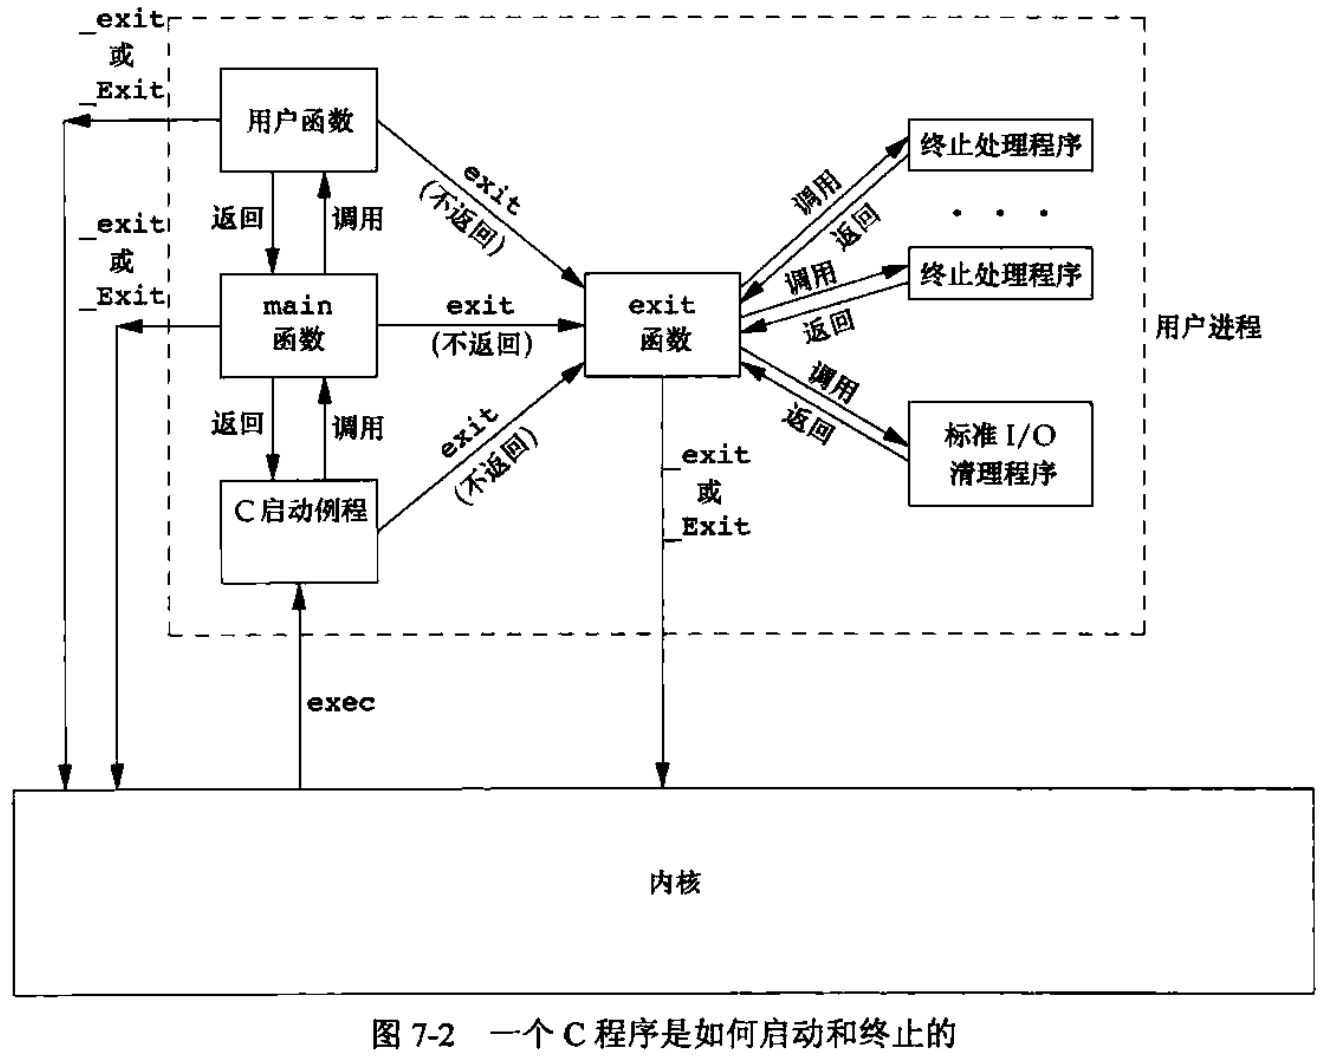 _exit
或
_Exit
用户函数
返回
调用
_exit
或
_Exit
main
函数
返回
调用
C 启动例程
exec
exit
(不返回)
exit
(不返回)
exit
(不返回)
exit
函数
_exit
或
_Exit
调用
返回
终止处理程序
· · ·
调用
返回
终止处理程序
调用
返回
标准 I/O
清理程序
用户进程
内核
图 7-2 一个 C 程序是如何启动和终止的